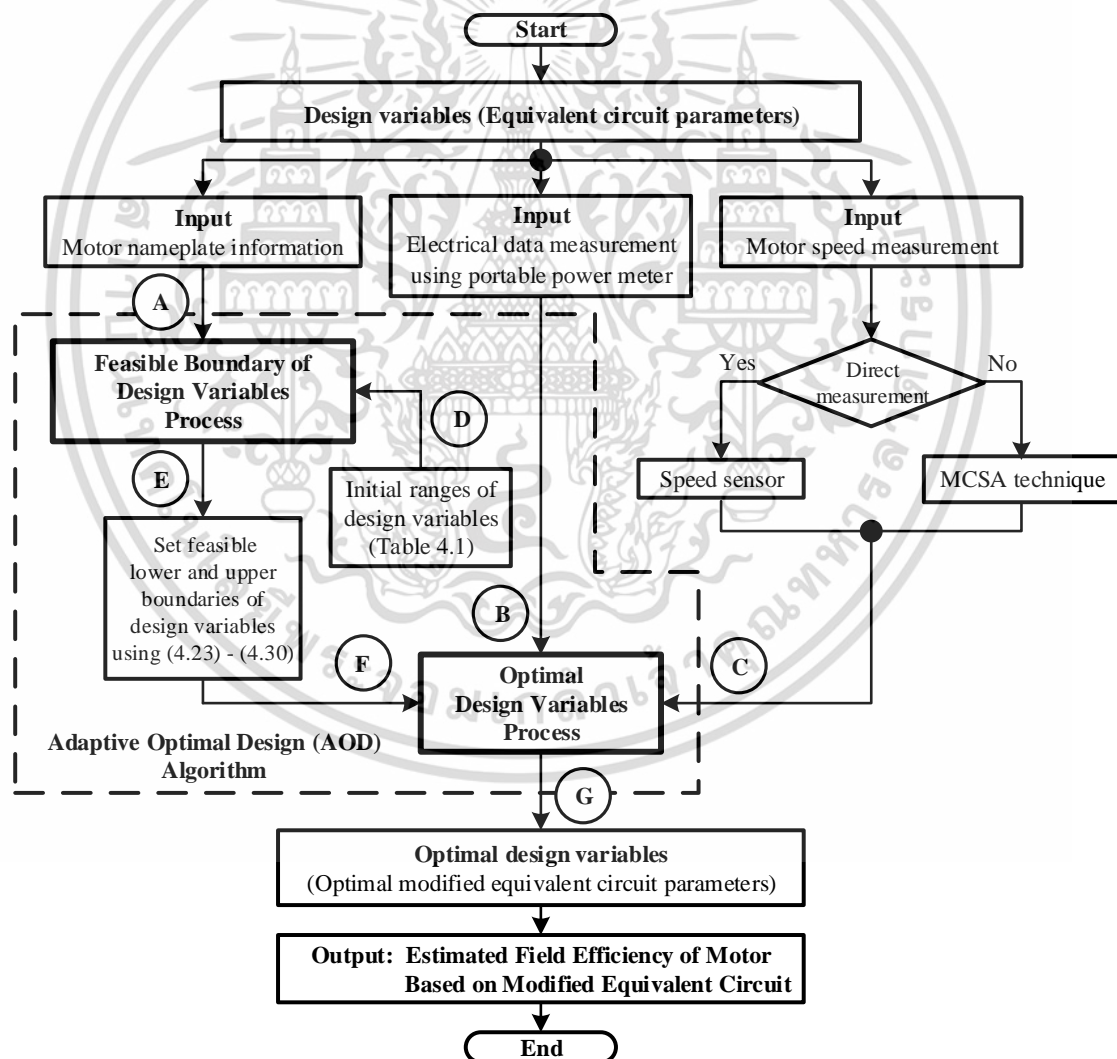 Start
Design variables (Equivalent circuit parameters)
Input
Motor nameplate information
Input
Electrical data measurement
using portable power meter
Input
Motor speed measurement
A
Feasible Boundary of
Design Variables
Process
D
E
Initial ranges of
design variables
(Table 4.1)
Set feasible
lower and upper
boundaries of
design variables
using (4.23) - (4.30)
Yes
Direct
measurement
No
Speed sensor
MCSA technique
B
F
C
Optimal
Design Variables
Process
Adaptive Optimal Design (AOD)
Algorithm
G
Optimal design variables
(Optimal modified equivalent circuit parameters)
Output: Estimated Field Efficiency of Motor
Based on Modified Equivalent Circuit
End